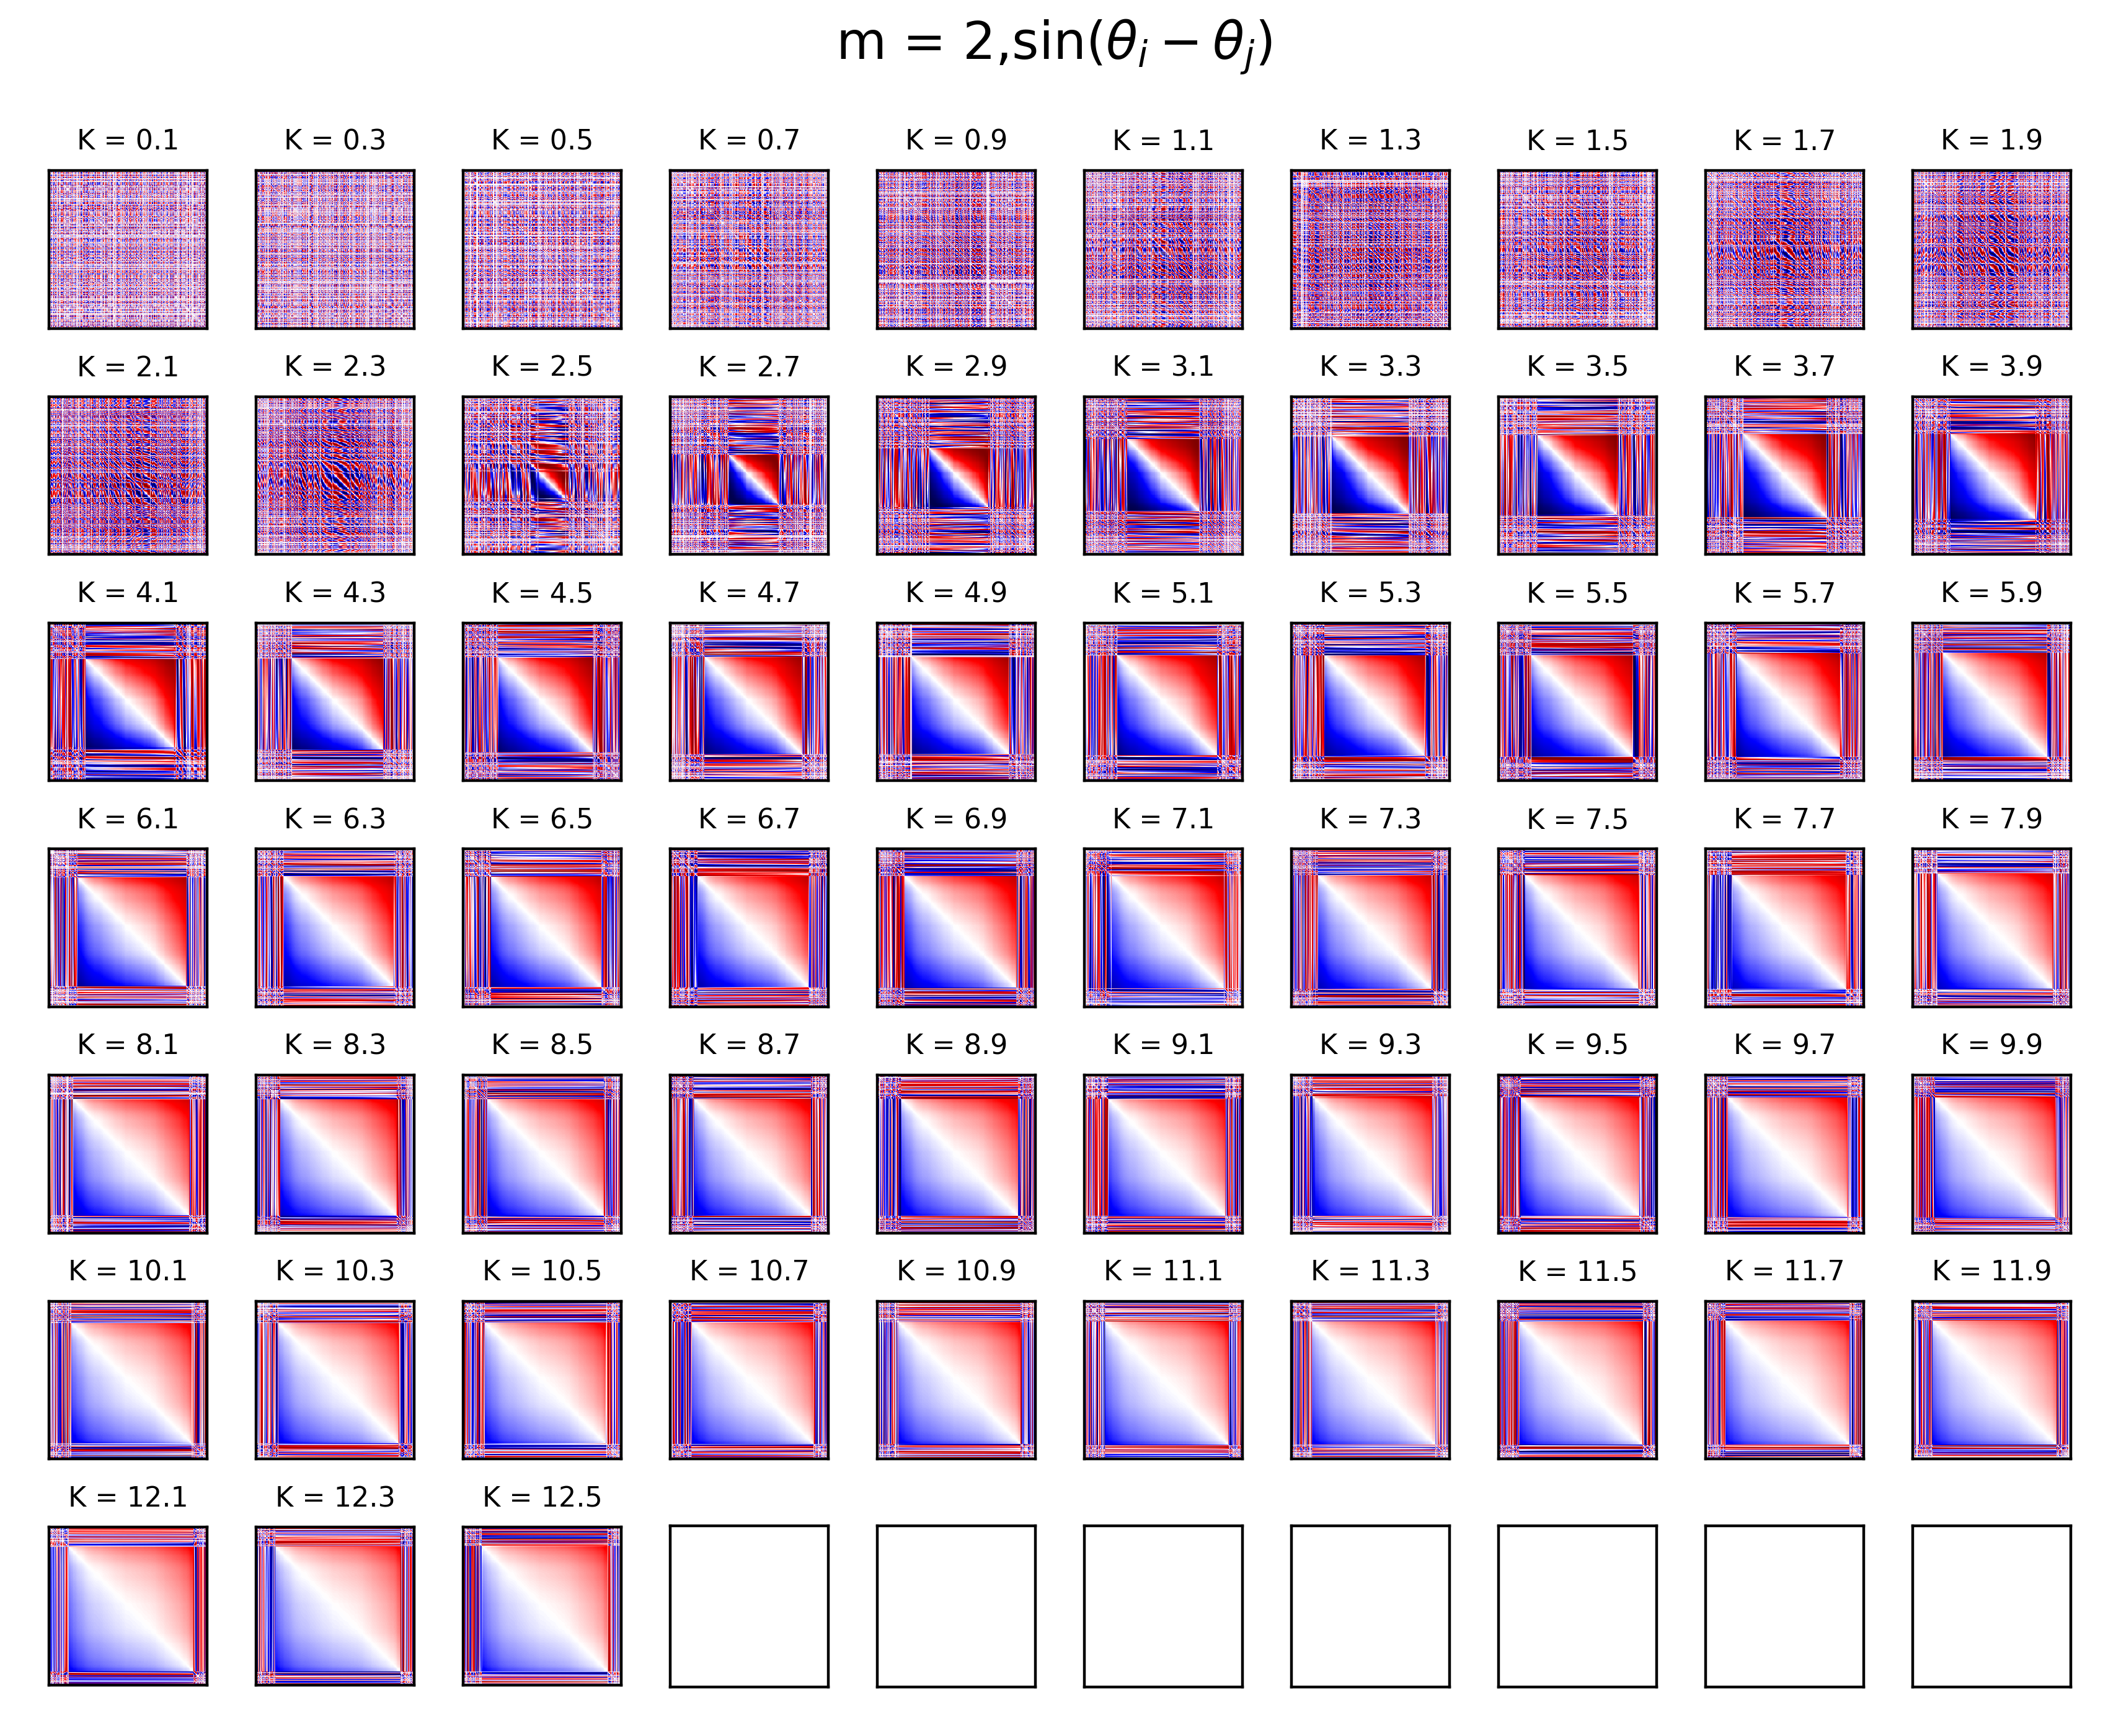 m = 2,sin(θ_i − θ_j)
K = 0.1 K = 0.3 K = 0.5 K = 0.7 K = 0.9 K = 1.1 K = 1.3 K = 1.5 K = 1.7 K = 1.9
K = 2.1 K = 2.3 K = 2.5 K = 2.7 K = 2.9 K = 3.1 K = 3.3 K = 3.5 K = 3.7 K = 3.9
K = 4.1 K = 4.3 K = 4.5 K = 4.7 K = 4.9 K = 5.1 K = 5.3 K = 5.5 K = 5.7 K = 5.9
K = 6.1 K = 6.3 K = 6.5 K = 6.7 K = 6.9 K = 7.1 K = 7.3 K = 7.5 K = 7.7 K = 7.9
K = 8.1 K = 8.3 K = 8.5 K = 8.7 K = 8.9 K = 9.1 K = 9.3 K = 9.5 K = 9.7 K = 9.9
K = 10.1 K = 10.3 K = 10.5 K = 10.7 K = 10.9 K = 11.1 K = 11.3 K = 11.5 K = 11.7 K = 11.9
K = 12.1 K = 12.3 K = 12.5